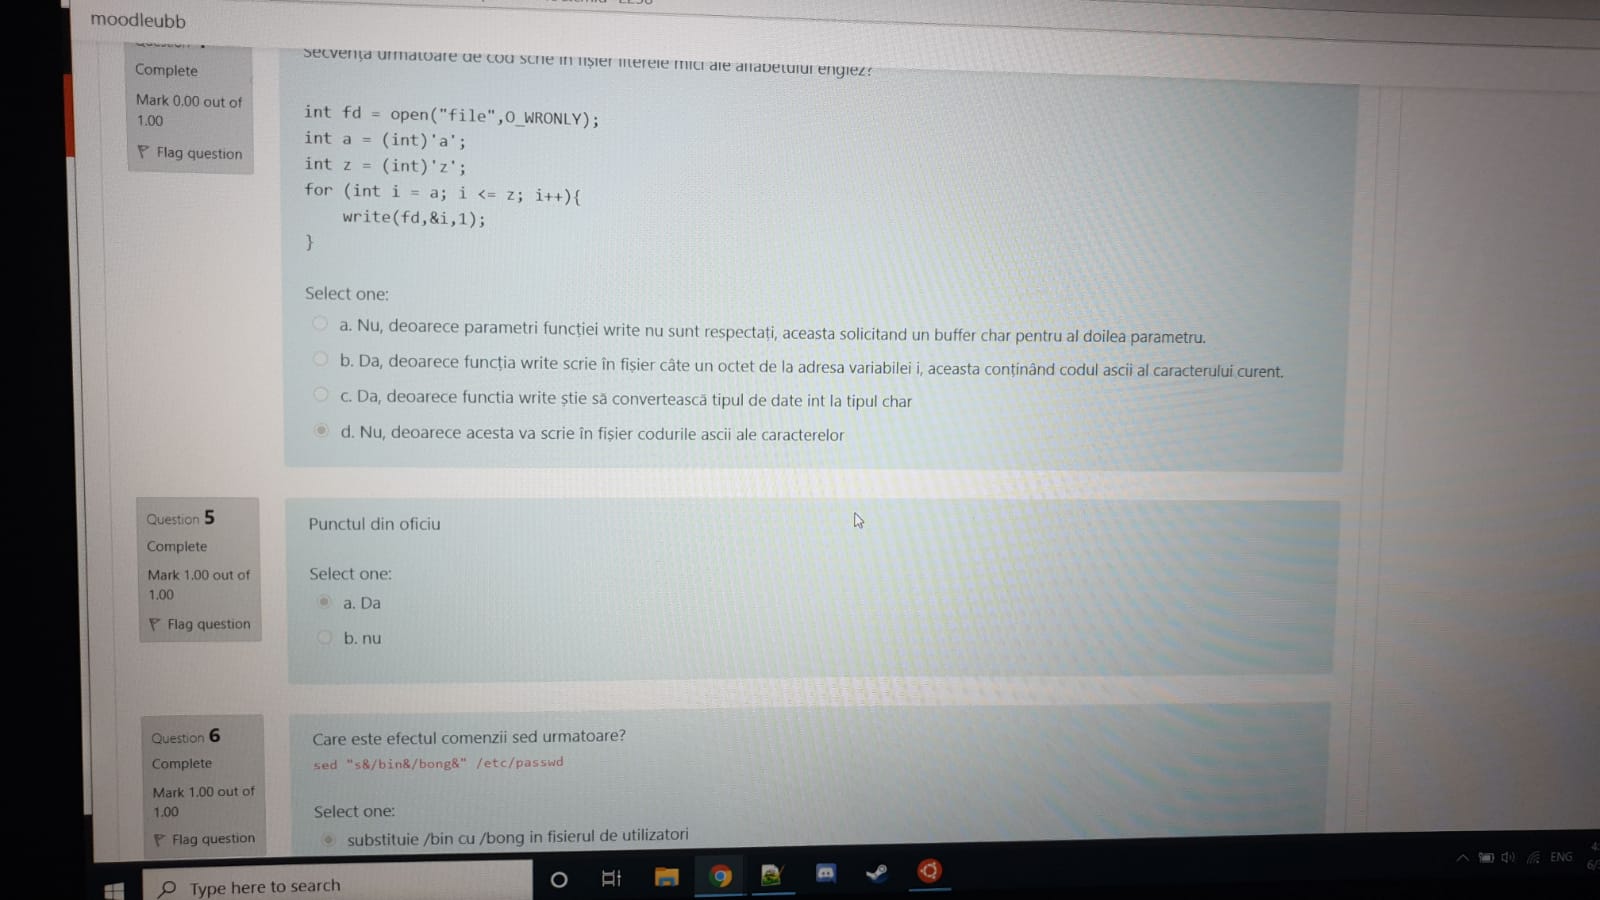 moodleubb
Complete
Mark 0.00 out of
1.00
Flag question
Secvența urmatoare de cod scrie in fișier literele mici ale alfabetului englez?
int fd = open("file",O_WRONLY);
int a = (int)'a';
int z = (int)'z';
for (int i = a; i <= z; i++){
write(fd,&i,1);
}
Select one:
a. Nu, deoarece parametri funcției write nu sunt respectați, aceasta solicitand un buffer char pentru al doilea parametru.
b. Da, deoarece funcția write scrie în fișier câte un octet de la adresa variabilei i, aceasta conținând codul ascii al caracterului curent.
c. Da, deoarece functia write știe să convertească tipul de date int la tipul char
d. Nu, deoarece acesta va scrie în fișier codurile ascii ale caracterelor
Question 5
Complete
Mark 1.00 out of
1.00
Flag question
Punctul din oficiu
Select one:
a. Da
b. nu
Question 6
Complete
Mark 1.00 out of
1.00
Flag question
Care este efectul comenzii sed urmatoare?
sed "s&/bin&/bong&" /etc/passwd
Select one:
substituie /bin cu /bong in fisierul de utilizatori
Type here to search
ENG